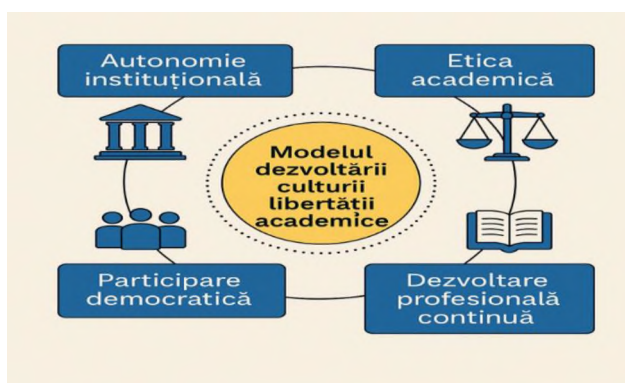 Autonomie
instituțională
Etica
academică
Modelul
dezvoltării
culturii
libertății
academice
Participare
democratică
Dezvoltare
profesională
continuă